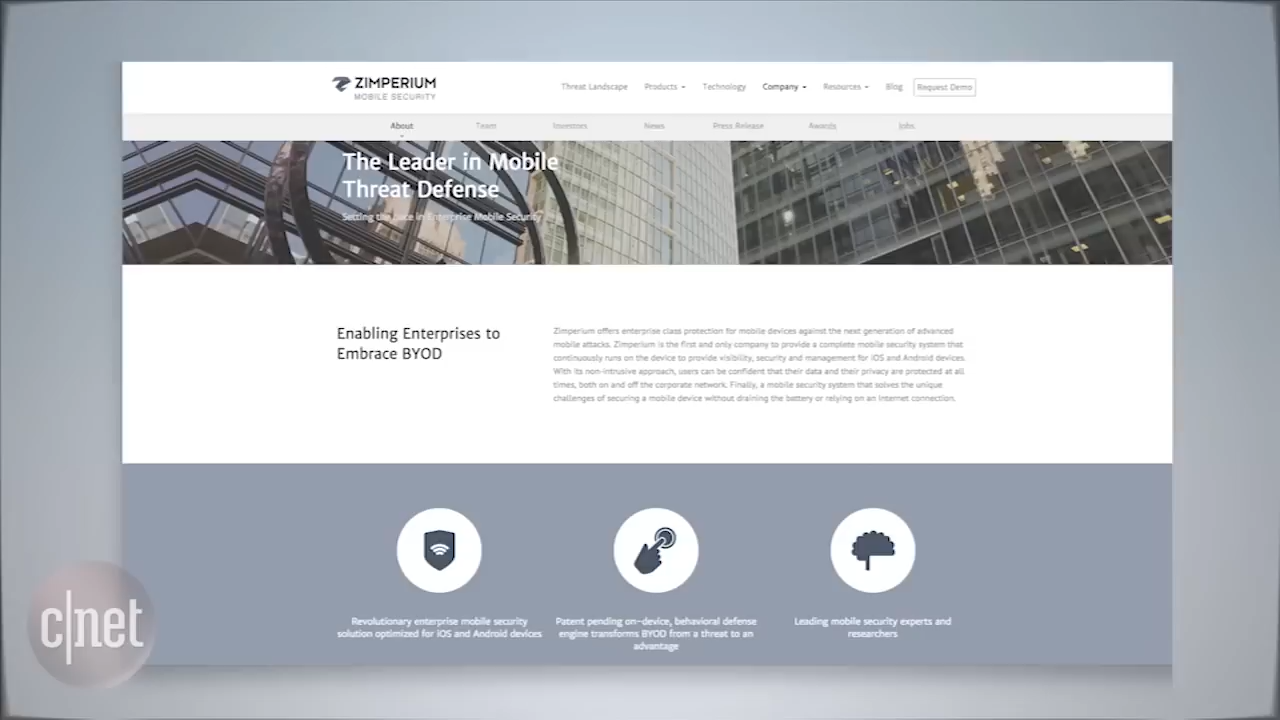 ZIMPERIUM
MOBILE SECURITY
Threat Landscape Products Technology Company Resources Blog Request Demo
About Team Investors News Press Release Awards Jobs
The Leader in Mobile
Threat Defense
Setting the pace in Enterprise Mobile Security
Enabling Enterprises to
Embrace BYOD
Zimperium offers enterprise class protection for mobile devices against the next generation of advanced
mobile attacks. Zimperium is the first and only company to provide a complete mobile security system that
continuously runs on the device to provide visibility, security and management for iOS and Android devices.
With its non-intrusive approach, users can be confident that their data and their privacy are protected at all
times, both on and off the corporate network. Finally, a mobile security system that solves the unique
challenges of securing a mobile device without draining the battery or relying on an Internet connection.
Revolutionary enterprise mobile security
solution optimized for iOS and Android devices
Patent pending on-device, behavioral defense
engine transforms BYOD from a threat to an
advantage
Leading mobile security experts and
researchers
c|net